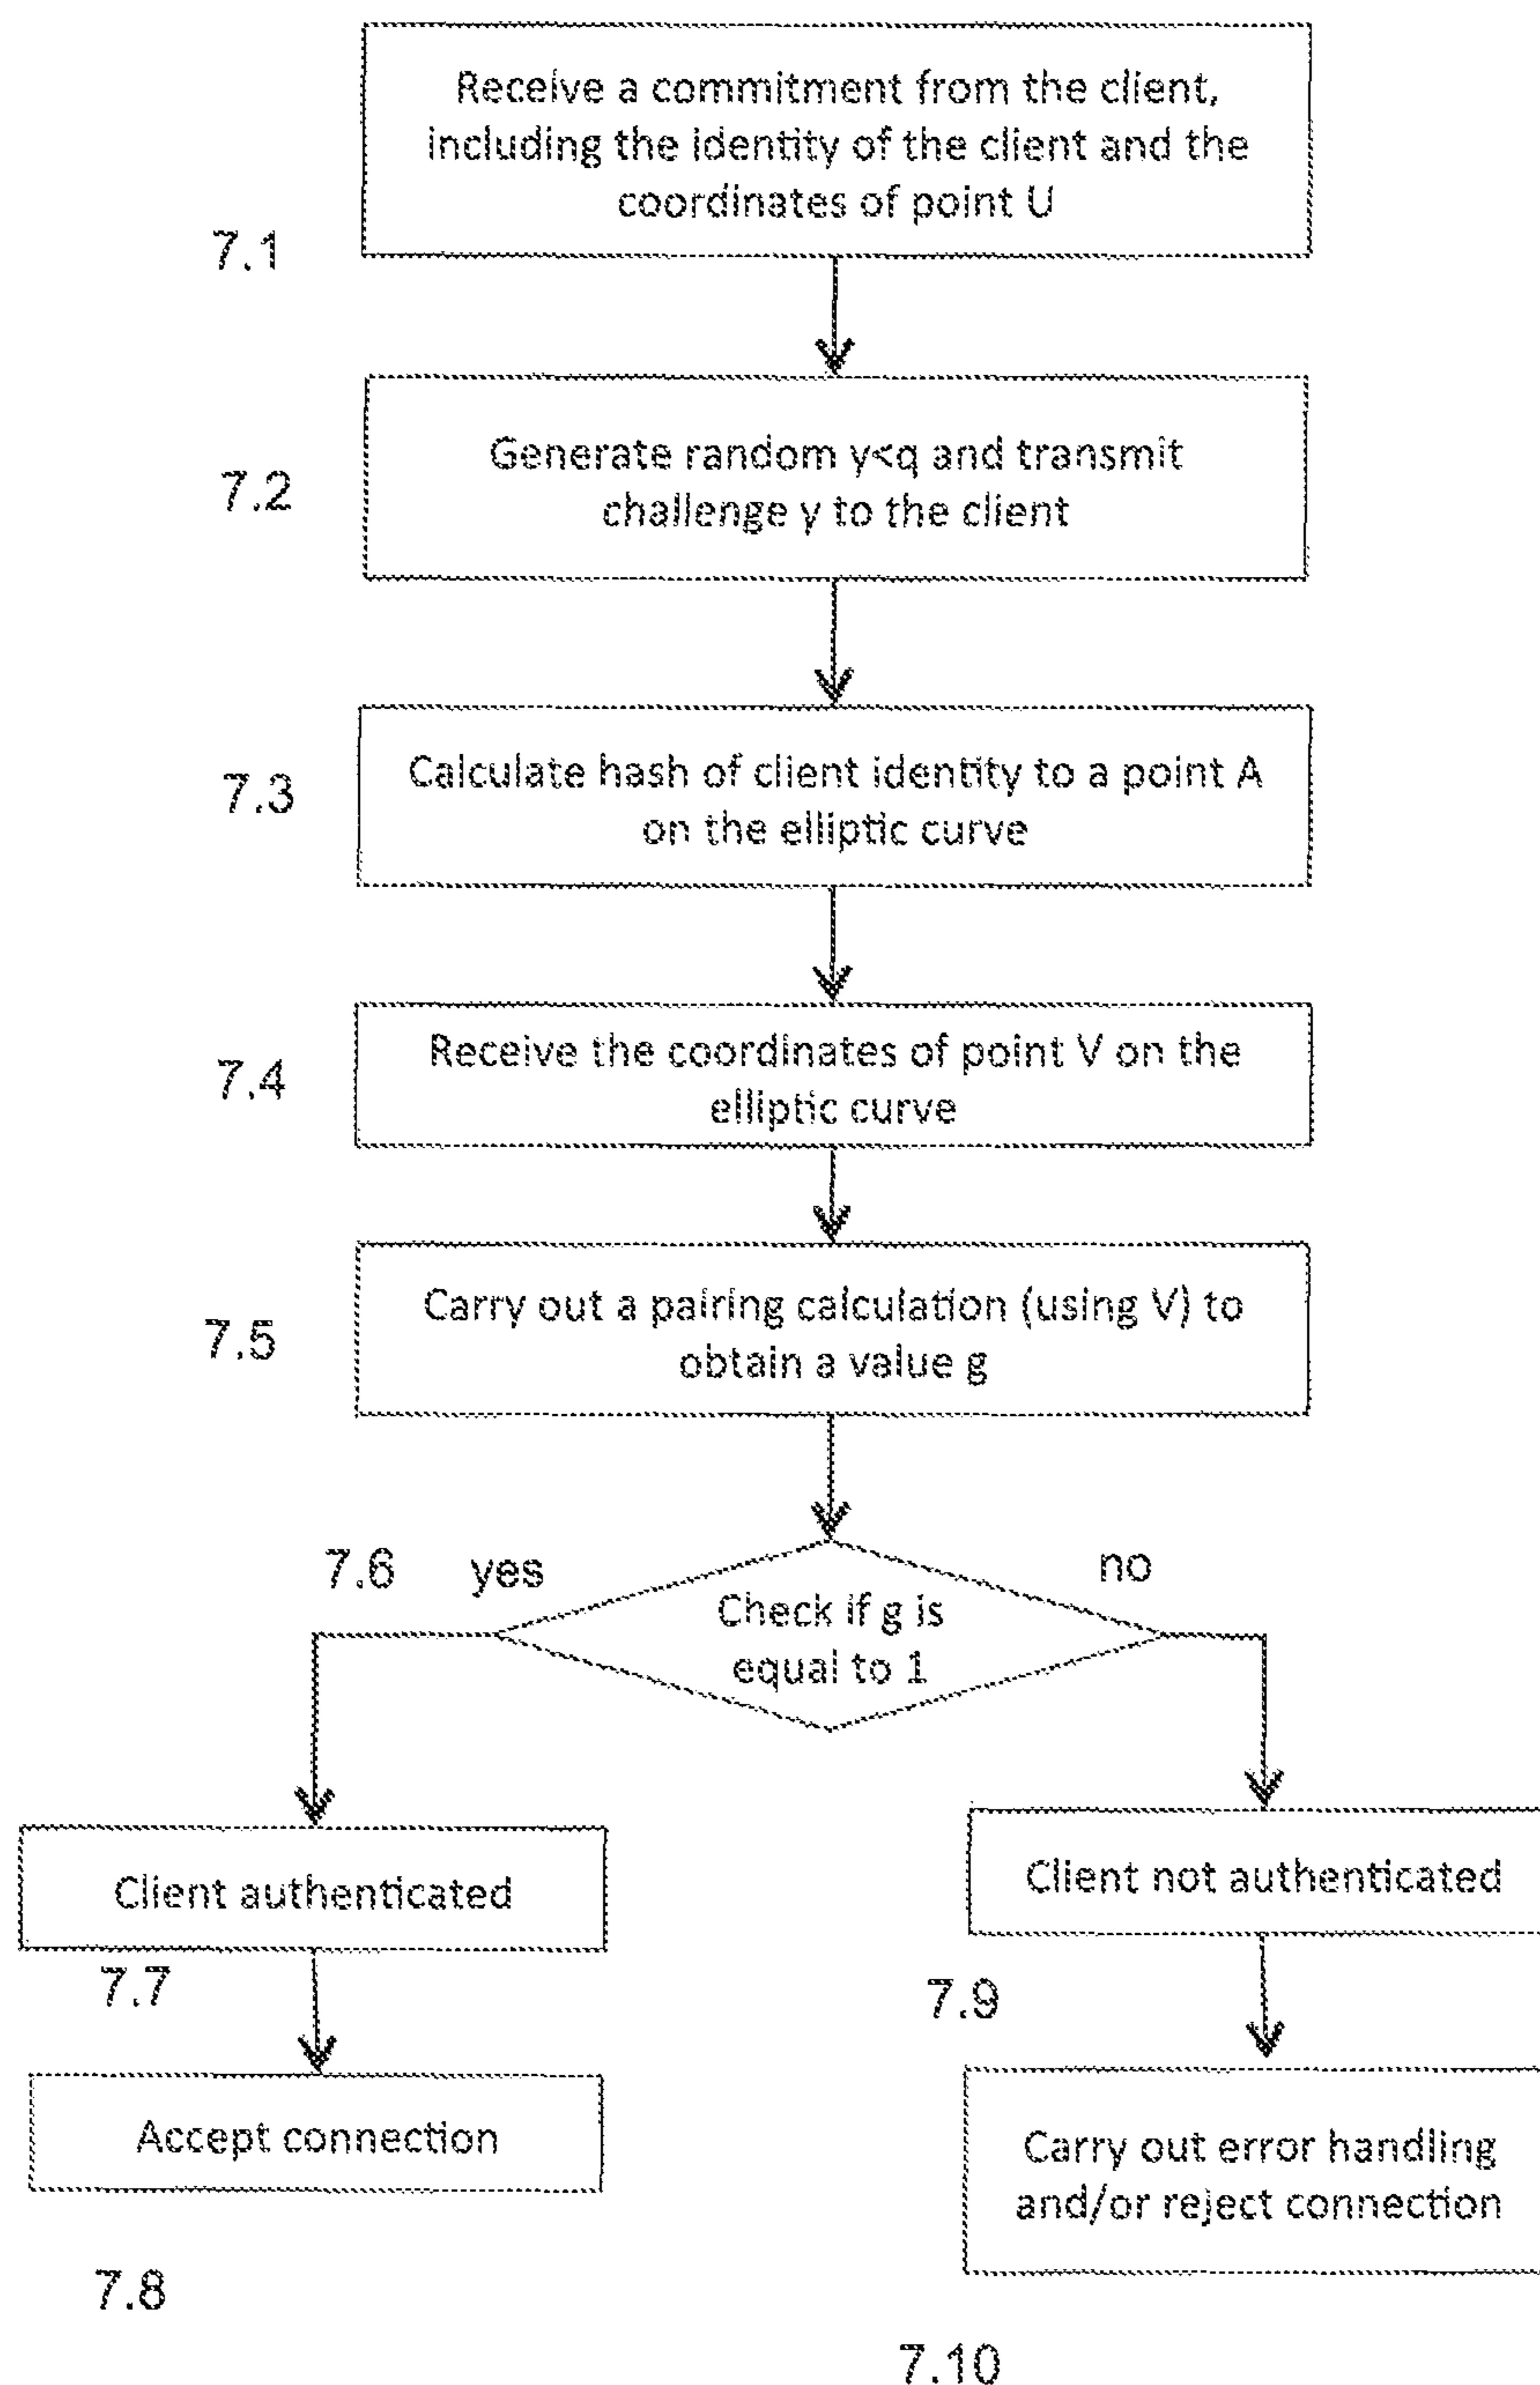 Receive a commitment from the client,
including the identity of the client and the
coordinates of point U
7.1
Generate random y<q and transmit
challenge y to the client
7.2
Calculate hash of client identity to a point A
on the elliptic curve
7.3
Receive the coordinates of point V on the
elliptic curve
7.4
Carry out a pairing calculation (using V) to
obtain a value g
7.5
7.6
yes
no
Check if g is
equal to 1
Client authenticated
7.7
Client not authenticated
7.9
Accept connection
7.8
Carry out error handling
and/or reject connection
7.10